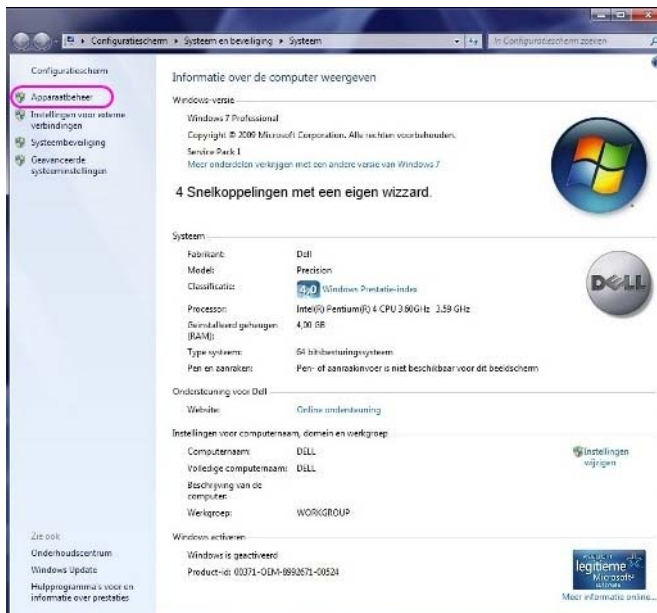 Configuratiescherm ▸ Systeem en beveiliging ▸ Systeem
In Configuratiescherm zoeken
Configuratiescherm
Apparaatbeheer
Instellingen voor externe
verbindingen
Systeembeveiliging
Geavanceerde
systeeminstellingen
Zie ook
Onderhoudscentrum
Windows Update
Hulpprogramma's voor en
informatie over prestaties
Informatie over de computer weergeven
Windows-versie
Windows 7 Professional
Copyright © 2009 Microsoft Corporation. Alle rechten voorbehouden.
Service Pack 1
Meer onderdelen verkrijgen met een andere versie van Windows 7
4 Snelkoppelingen met een eigen wizzard.
Systeem
Fabrikant: Dell
Model: Precision
Classificatie: 4,0 Windows Prestatie-index
Processor: Intel(R) Pentium(R) 4 CPU 3.60GHz 3.59 GHz
Geïnstalleerd geheugen 4,00 GB
(RAM):
Type systeem: 64 bitsbesturingssysteem
Pen en aanraken: Pen- of aanraakinvoer is niet beschikbaar voor dit beeldscherm
DELL
Ondersteuning voor Dell
Website: Online ondersteuning
Instellingen voor computernaam, domein en werkgroep
Computernaam: DELL
Volledige computernaam: DELL
Beschrijving van de
computer:
Werkgroep: WORKGROUP
Instellingen
wijzigen
Windows activeren
Windows is geactiveerd
Product-id: 00371-OEM-8992671-00524
legitieme
Microsoft
software
Meer informatie online...